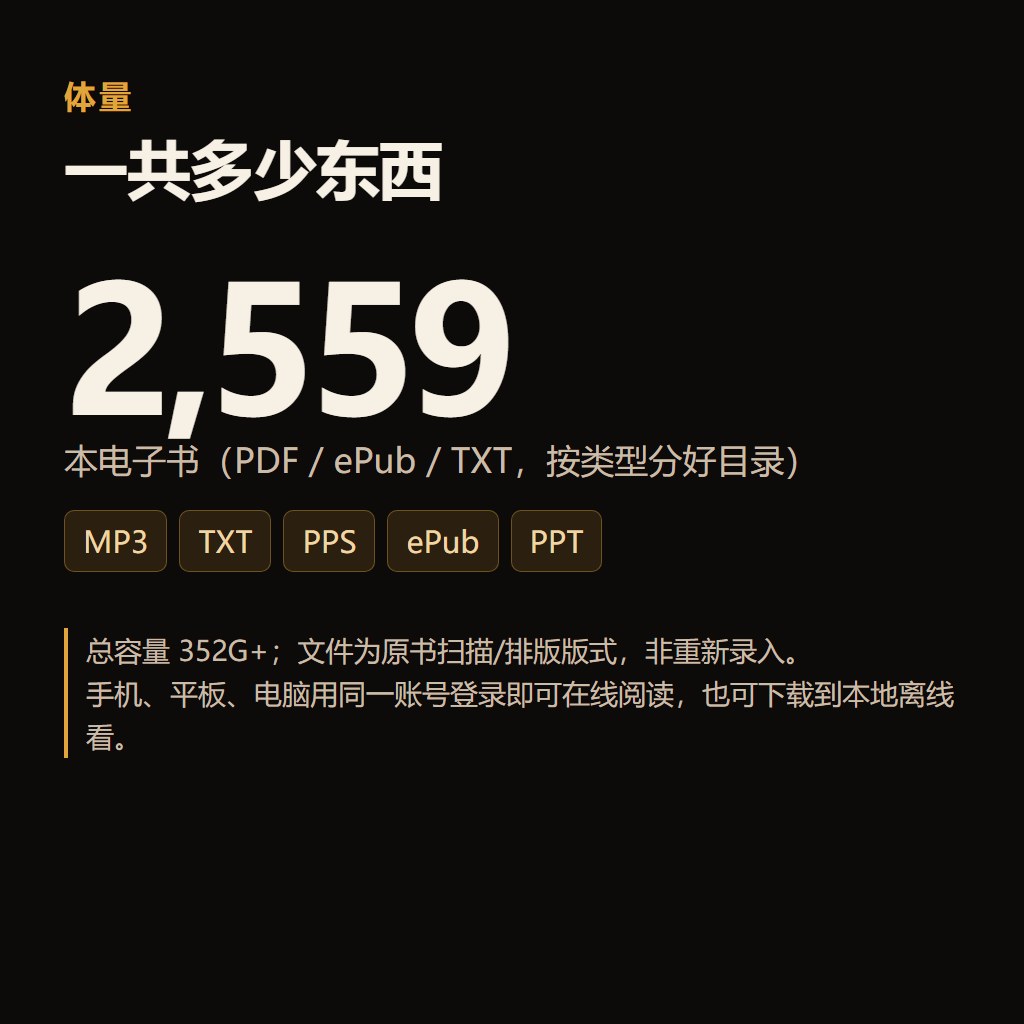 体量
一共多少东西
2,559
本电子书（PDF / ePub / TXT，按类型分好目录）
MP3 TXT PPS ePub PPT
总容量 352G+；文件为原书扫描/排版版式，非重新录入。
手机、平板、电脑用同一账号登录即可在线阅读，也可下载到本地离线
看。